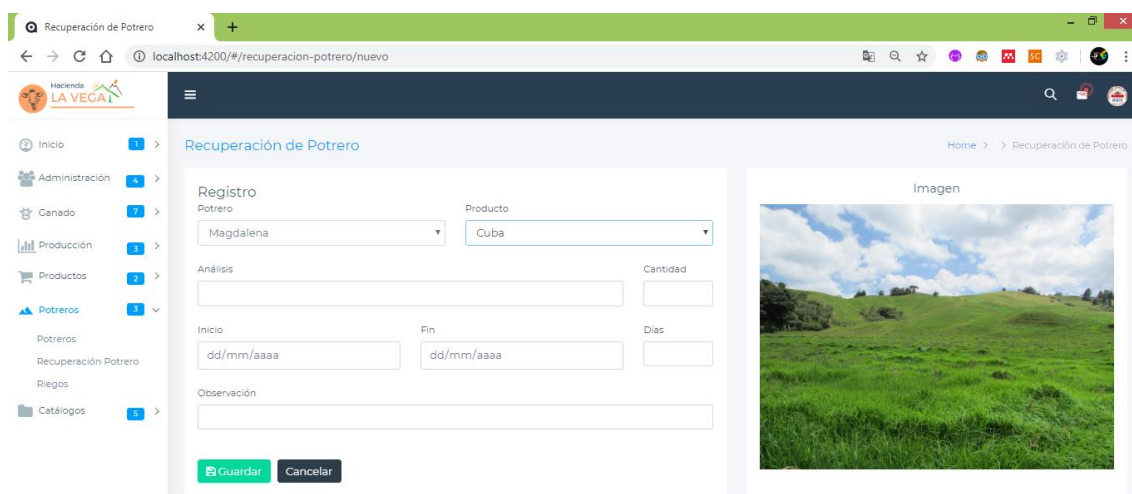 Recuperación de Potrero
localhost:4200/#/recuperacion-potrero/nuevo
SC
Hacienda
LA VEGA
Inicio 1
Administración 4
Ganado 7
Producción 3
Productos 2
Potreros 3
Potreros
Recuperación Potrero
Riegos
Catálogos 5
Recuperación de Potrero
Home > > Recuperación de Potrero
Registro
Potrero Producto
Magdalena Cuba
Análisis Cantidad
Inicio Fin Días
dd/mm/aaaa dd/mm/aaaa
Observación
Guardar Cancelar
Imagen